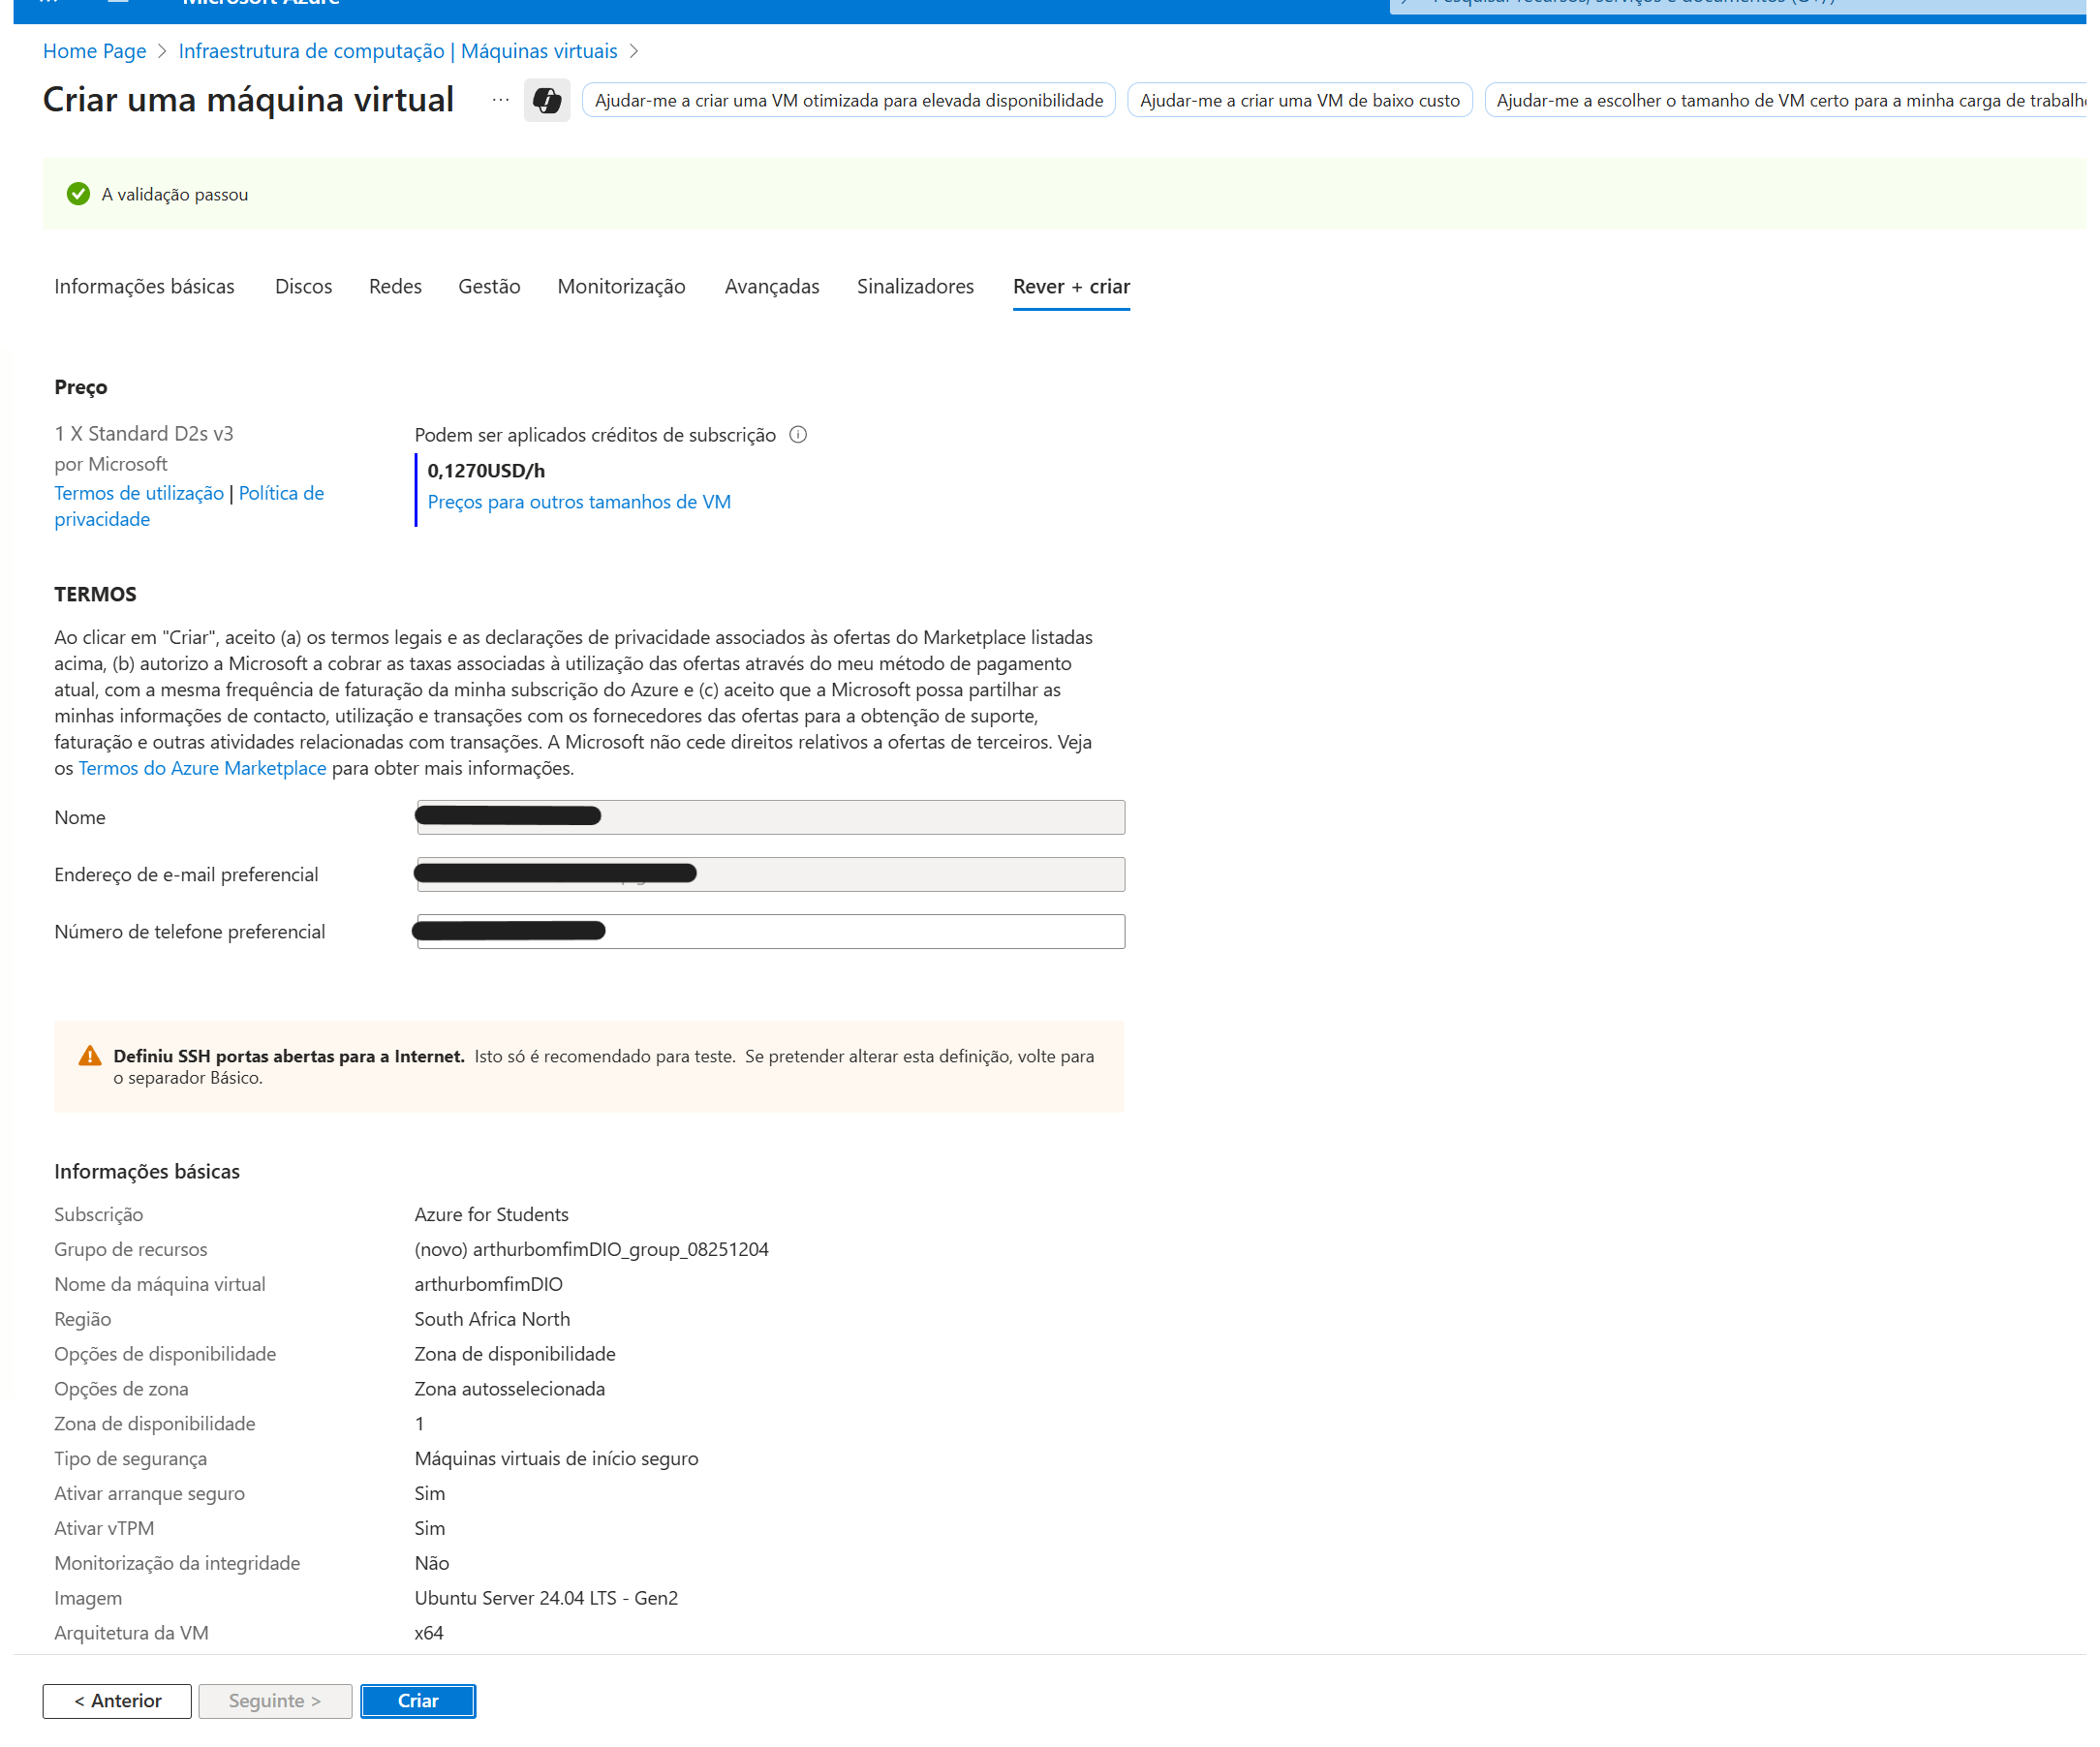 Microsoft Azure
Pesquisar recursos, serviços e documentos (G+/)
Home Page > Infraestrutura de computação | Máquinas virtuais >
Criar uma máquina virtual ... Ajudar-me a criar uma VM otimizada para elevada disponibilidade Ajudar-me a criar uma VM de baixo custo Ajudar-me a escolher o tamanho de VM certo para a minha carga de
A validação passou
Informações básicas Discos Redes Gestão Monitorização Avançadas Sinalizadores Rever + criar
Preço
1 X Standard D2s v3
por Microsoft
Termos de utilização | Política de
privacidade
Podem ser aplicados créditos de subscrição
0,1270USD/h
Preços para outros tamanhos de VM
TERMOS
Ao clicar em "Criar", aceito (a) os termos legais e as declarações de privacidade associados às ofertas do Marketplace listadas
acima, (b) autorizo a Microsoft a cobrar as taxas associadas à utilização das ofertas através do meu método de pagamento
atual, com a mesma frequência de faturação da minha subscrição do Azure e (c) aceito que a Microsoft possa partilhar as
minhas informações de contacto, utilização e transações com os fornecedores das ofertas para a obtenção de suporte,
faturação e outras atividades relacionadas com transações. A Microsoft não cede direitos relativos a ofertas de terceiros. Veja
os Termos do Azure Marketplace para obter mais informações.
Nome
Endereço de e-mail preferencial
Número de telefone preferencial
Definiu SSH portas abertas para a Internet. Isto só é recomendado para teste. Se pretender alterar esta definição, volte para
o separador Básico.
Informações básicas
Subscrição Azure for Students
Grupo de recursos (novo) arthurbomfimDIO_group_08251204
Nome da máquina virtual arthurbomfimDIO
Região South Africa North
Opções de disponibilidade Zona de disponibilidade
Opções de zona Zona autosselecionada
Zona de disponibilidade 1
Tipo de segurança Máquinas virtuais de início seguro
Ativar arranque seguro Sim
Ativar vTPM Sim
Monitorização da integridade Não
Imagem Ubuntu Server 24.04 LTS - Gen2
Arquitetura da VM x64
< Anterior Seguinte > Criar